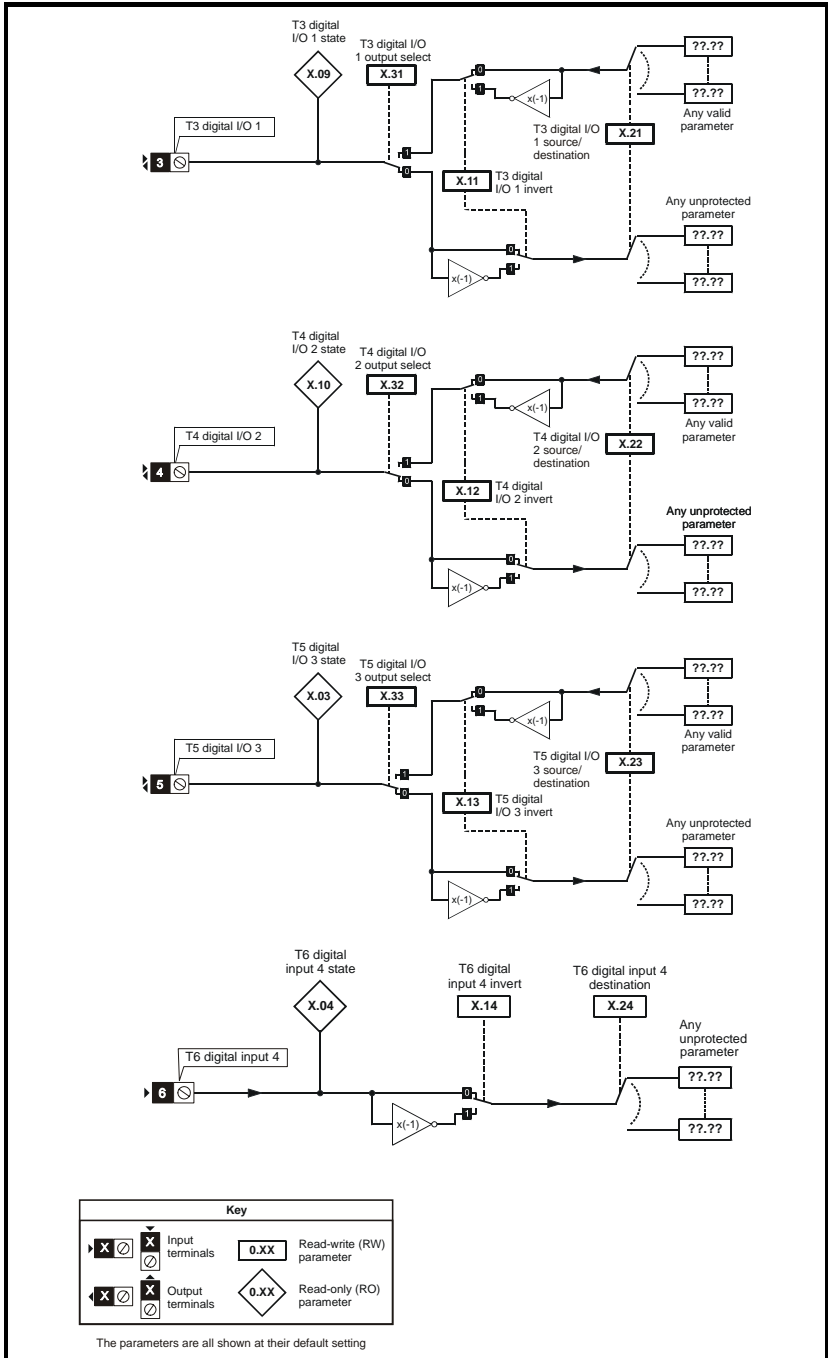 T3 digital
I/O 1 state
X.09
T3 digital I/O
1 output select
X.31
T3 digital I/O 1
3
1
0
0
1
x(-1)
??.??
??.??
Any valid
parameter
T3 digital I/O
1 source/
destination
X.21
X.11
T3 digital
I/O 1 invert
0
1
x(-1)
Any unprotected
parameter
??.??
??.??
T4 digital
I/O 2 state
X.10
T4 digital I/O
2 output select
X.32
T4 digital I/O 2
4
1
0
0
1
x(-1)
??.??
??.??
Any valid
parameter
T4 digital I/O
2 source/
destination
X.22
X.12
T4 digital
I/O 2 invert
0
1
x(-1)
Any unprotected
parameter
??.??
??.??
T5 digital
I/O 3 state
X.03
T5 digital I/O
3 output select
X.33
T5 digital I/O 3
5
1
0
0
1
x(-1)
??.??
??.??
Any valid
parameter
T5 digital I/O
3 source/
destination
X.23
X.13
T5 digital
I/O 3 invert
0
1
x(-1)
Any unprotected
parameter
??.??
??.??
T6 digital
input 4 state
X.04
T6 digital
input 4 invert
X.14
T6 digital input 4
destination
X.24
T6 digital input 4
6
0
1
x(-1)
Any
unprotected
parameter
??.??
??.??
Key
X
X
Input
terminals
0.XX
Read-write (RW)
parameter
X
X
Output
terminals
0.XX
Read-only (RO)
parameter
The parameters are all shown at their default setting